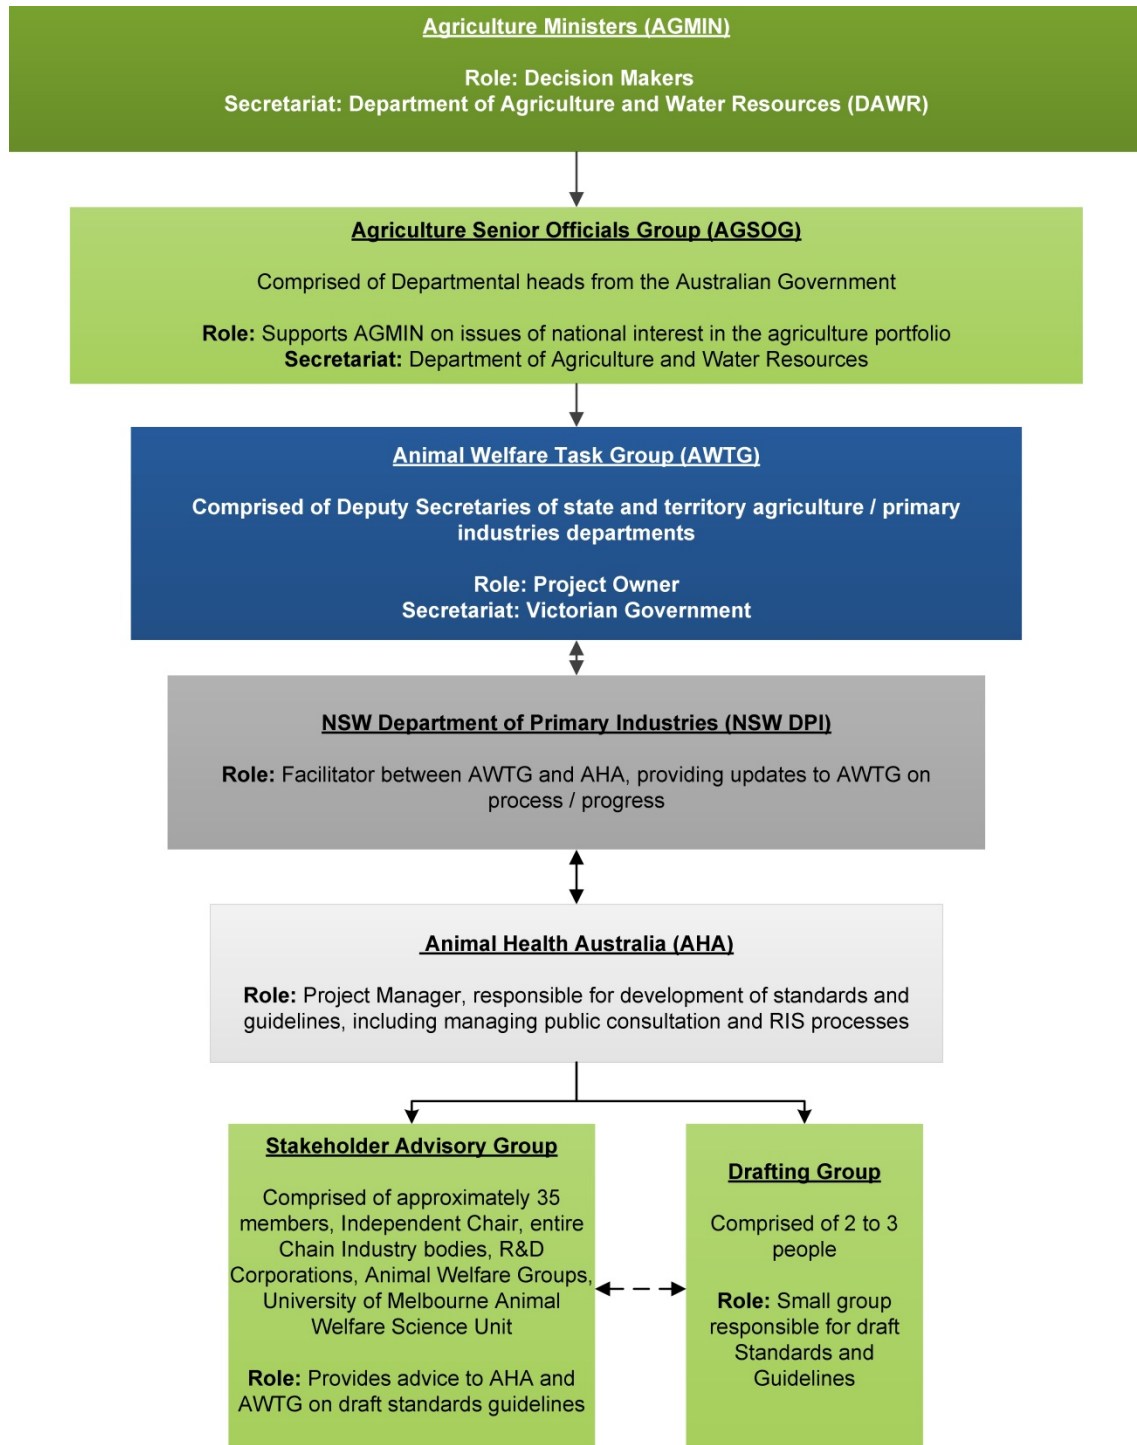 Agriculture Ministers (AGMIN)
Role: Decision Makers
Secretariat: Department of Agriculture and Water Resources (DAWR)
Agriculture Senior Officials Group (AGSOG)
Comprised of Departmental heads from the Australian Government
Role: Supports AGMIN on issues of national interest in the agriculture portfolio
Secretariat: Department of Agriculture and Water Resources
Animal Welfare Task Group (AWTG)
Comprised of Deputy Secretaries of state and territory agriculture / primary
industries departments
Role: Project Owner
Secretariat: Victorian Government
NSW Department of Primary Industries (NSW DPI)
Role: Facilitator between AWTG and AHA, providing updates to AWTG on
process / progress
Animal Health Australia (AHA)
Role: Project Manager, responsible for development of standards and
guidelines, including managing public consultation and RIS processes
Stakeholder Advisory Group
Comprised of approximately 35
members, Independent Chair, entire
Chain Industry bodies, R&D
Corporations, Animal Welfare Groups,
University of Melbourne Animal
Welfare Science Unit
Role: Provides advice to AHA and
AWTG on draft standards guidelines
Drafting Group
Comprised of 2 to 3
people
Role: Small group
responsible for draft
Standards and
Guidelines